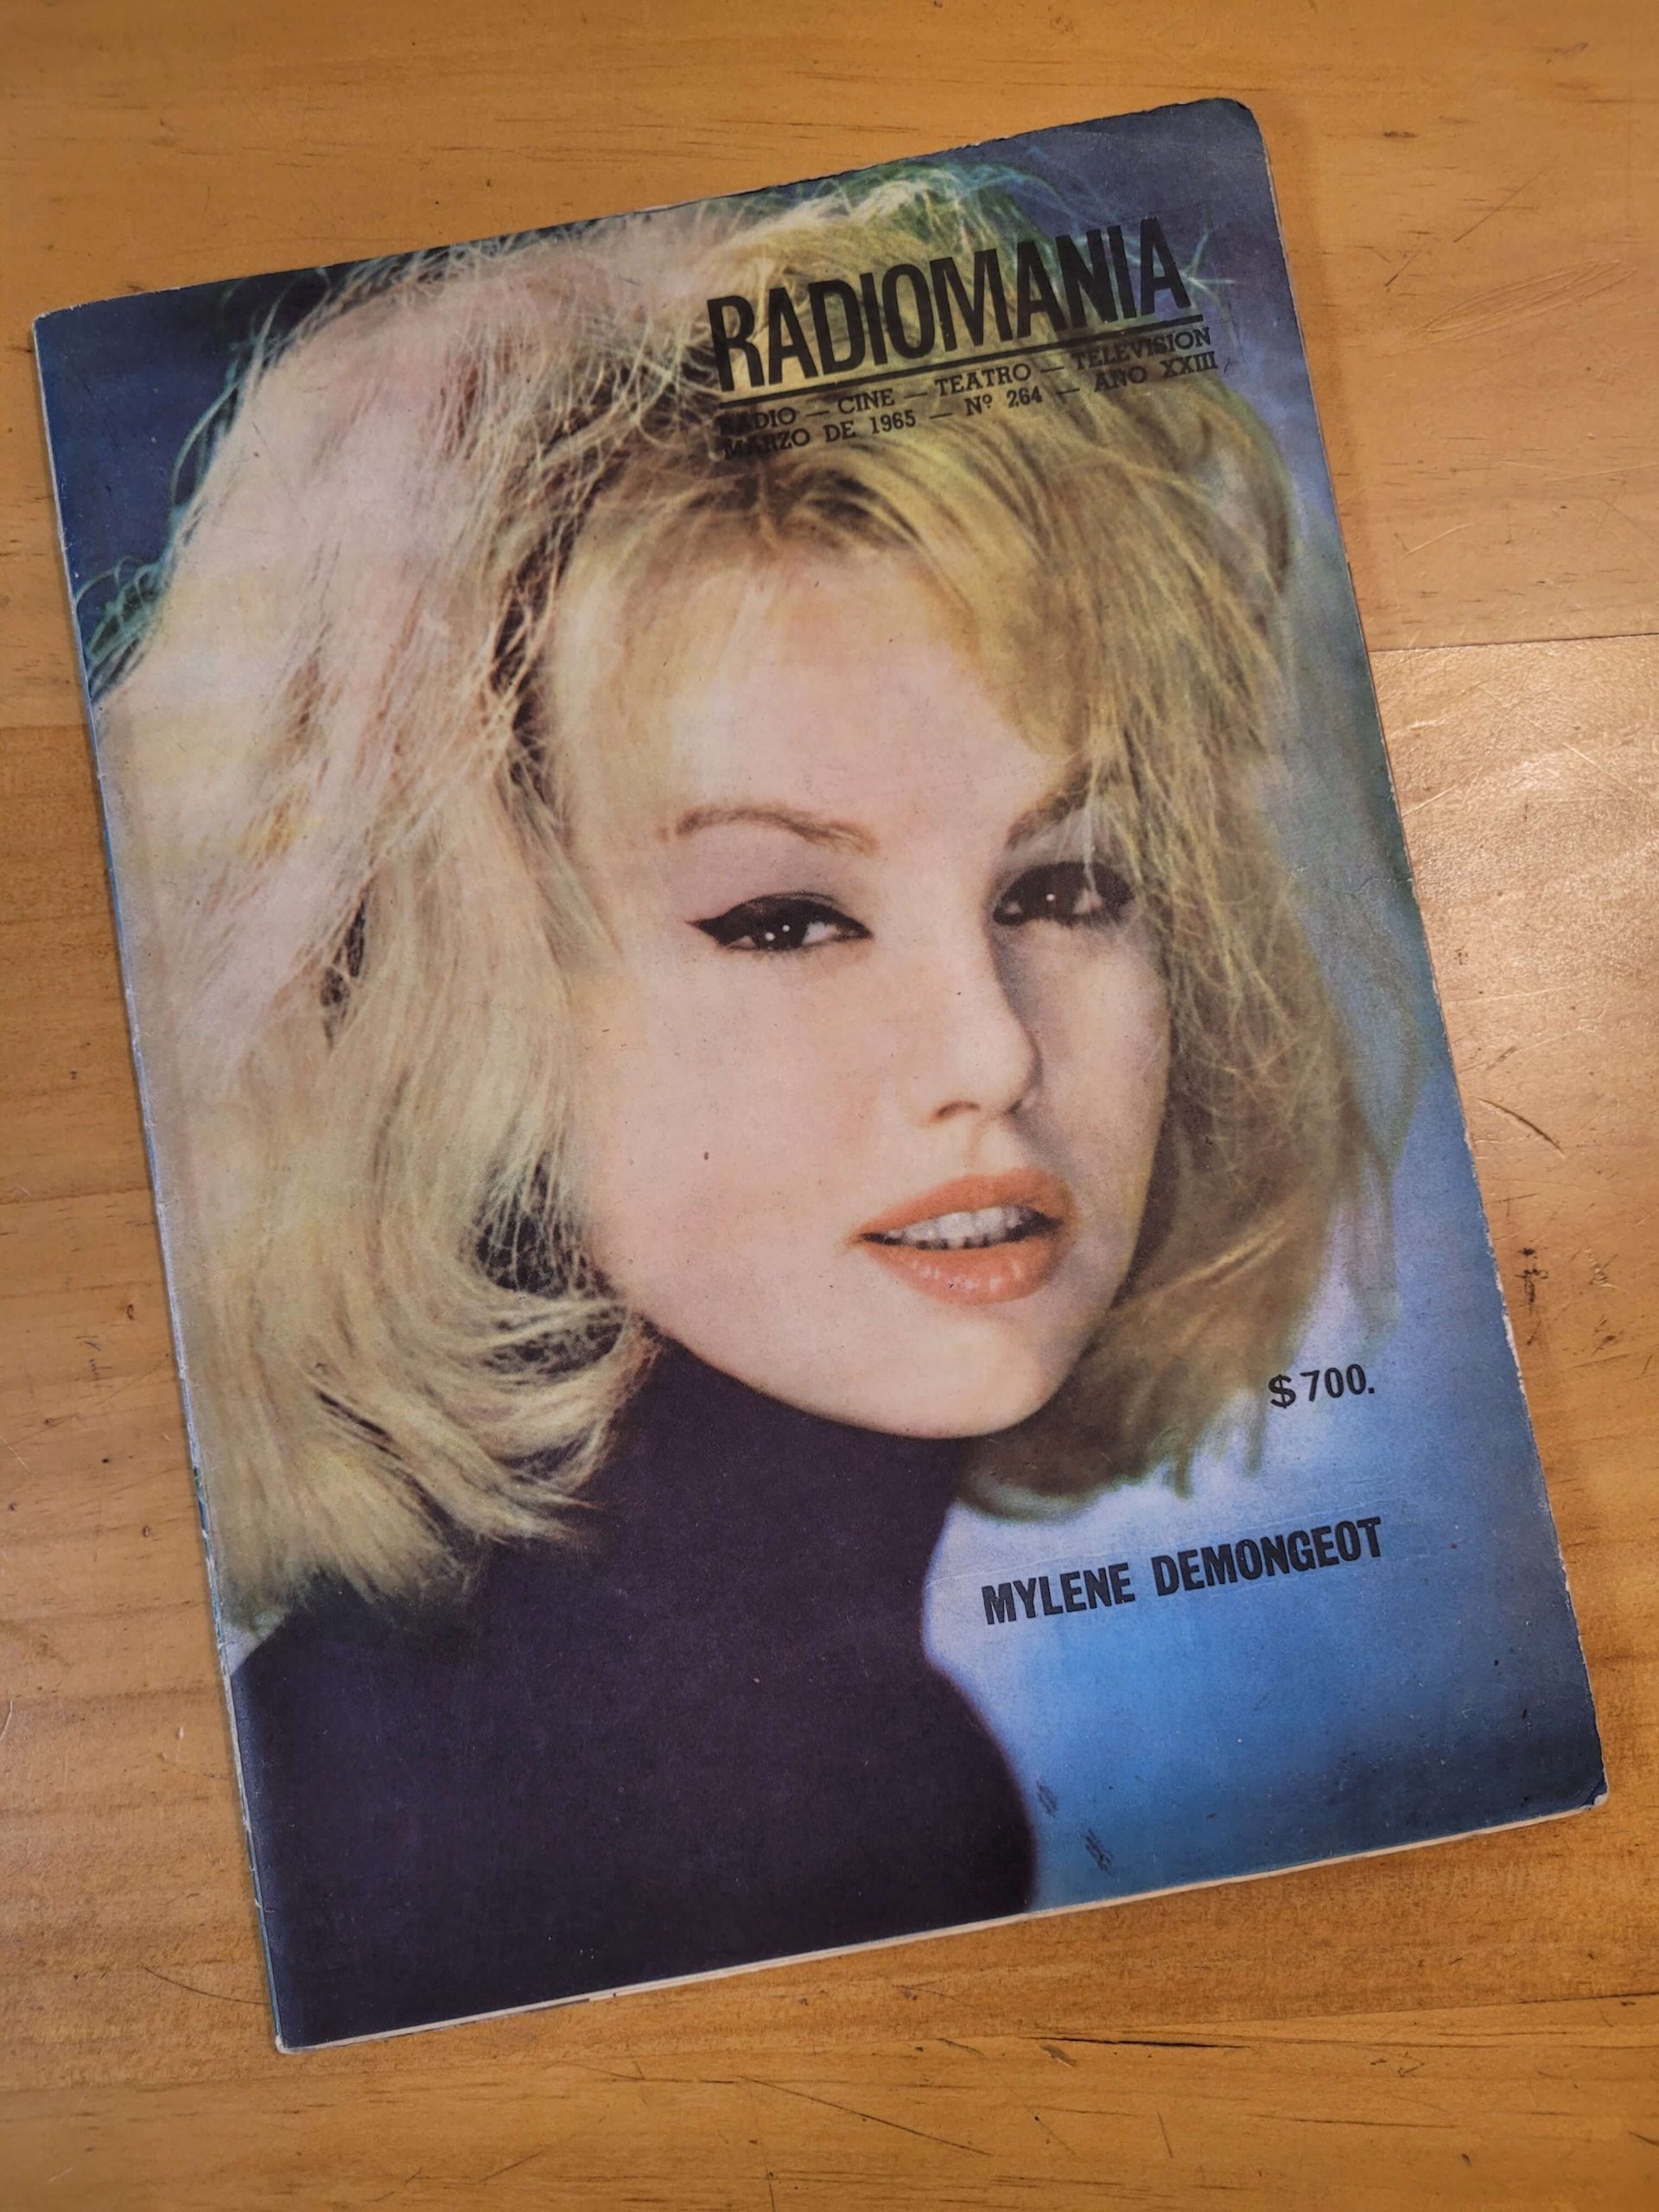 RADIOMANIA
RADIO — CINE — TEATRO — TELEVISION
MARZO DE 1965 — Nº 264 — AÑO XXIII
$700.
MYLENE DEMONGEOT